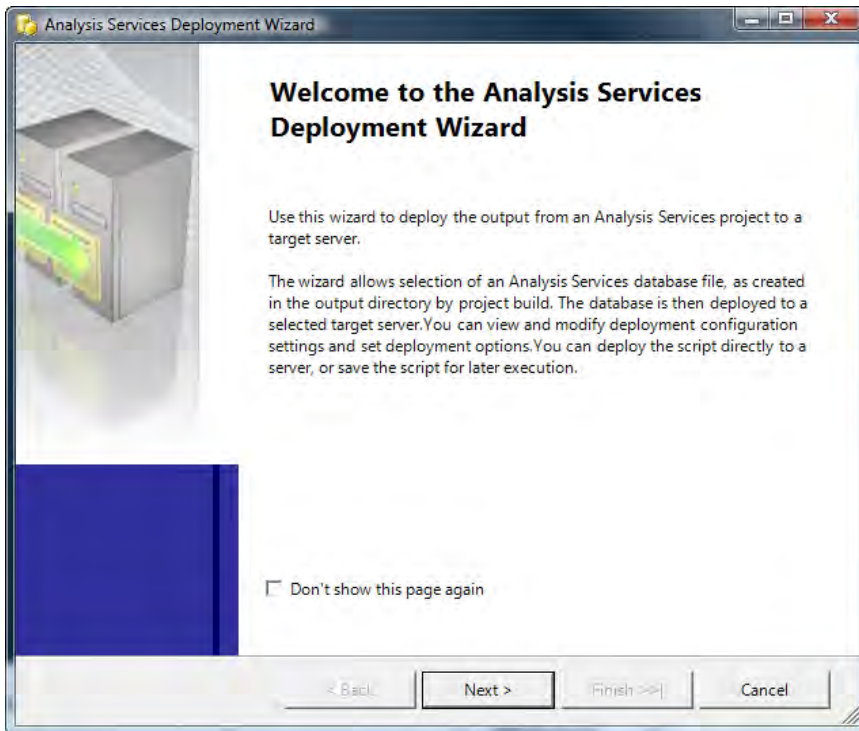 Analysis Services Deployment Wizard
Welcome to the Analysis Services
Deployment Wizard
Use this wizard to deploy the output from an Analysis Services project to a
target server.
The wizard allows selection of an Analysis Services database file, as created
in the output directory by project build. The database is then deployed to a
selected target server.You can view and modify deployment configuration
settings and set deployment options.You can deploy the script directly to a
server, or save the script for later execution.
Don't show this page again
< Back
Next >
Finish >>|
Cancel